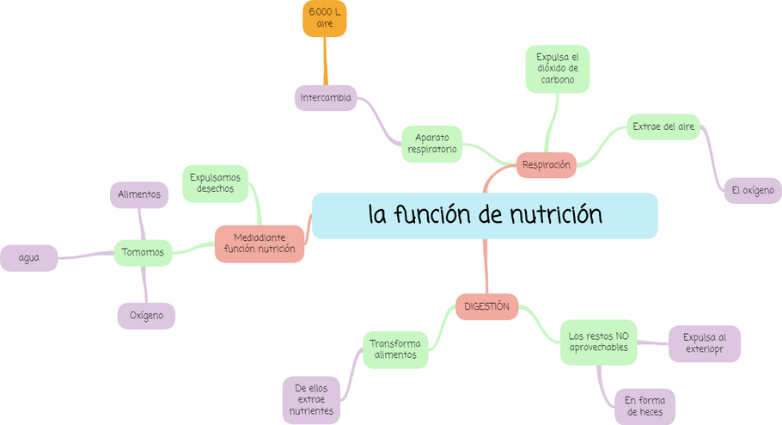 6.000 L
aire
Intercambia
Aparato
respiratorio
Expulsa el
dióxido de
carbono
Extrae del aire
El oxígeno
Respiración
la función de nutrición
Expulsamos
desechos
Alimentos
Mediadiante
función nutrición
Tomamos
agua
Oxígeno
DIGESTIÓN
Transforma
alimentos
De ellos
extrae
nutrientes
Los restos NO
aprovechables
Expulsa al
exteriopr
En forma
de heces